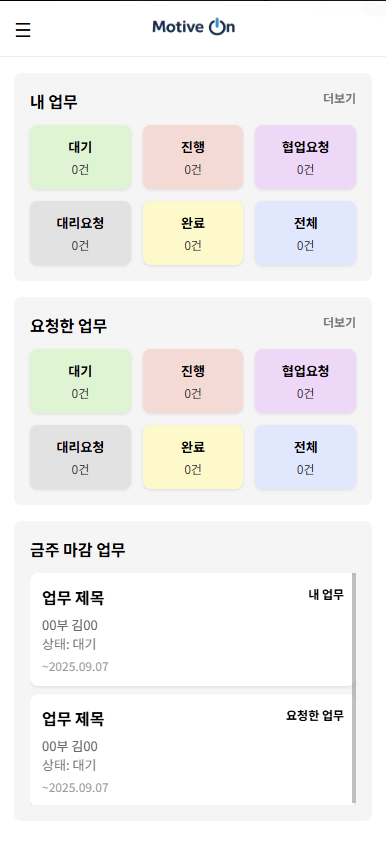 Motive On
내 업무
더보기
대기
진행
협업요청
0건
0건
0건
대리요청
완료
전체
0건
0건
0건
요청한 업무
더보기
대기
진행
협업요청
0건
0건
0건
대리요청
완료
전체
0건
0건
0건
금주 마감 업무
업무 제목
내 업무
00부 김00
상태: 대기
~2025.09.07
업무 제목
요청한 업무
00부 김00
상태: 대기
~2025.09.07